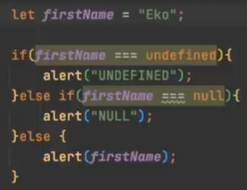 let firstName = "Eko";
if(firstName === undefined){
alert("UNDEFINED");
}else if(firstName === null){
alert("NULL");
}else {
alert(firstName);
}